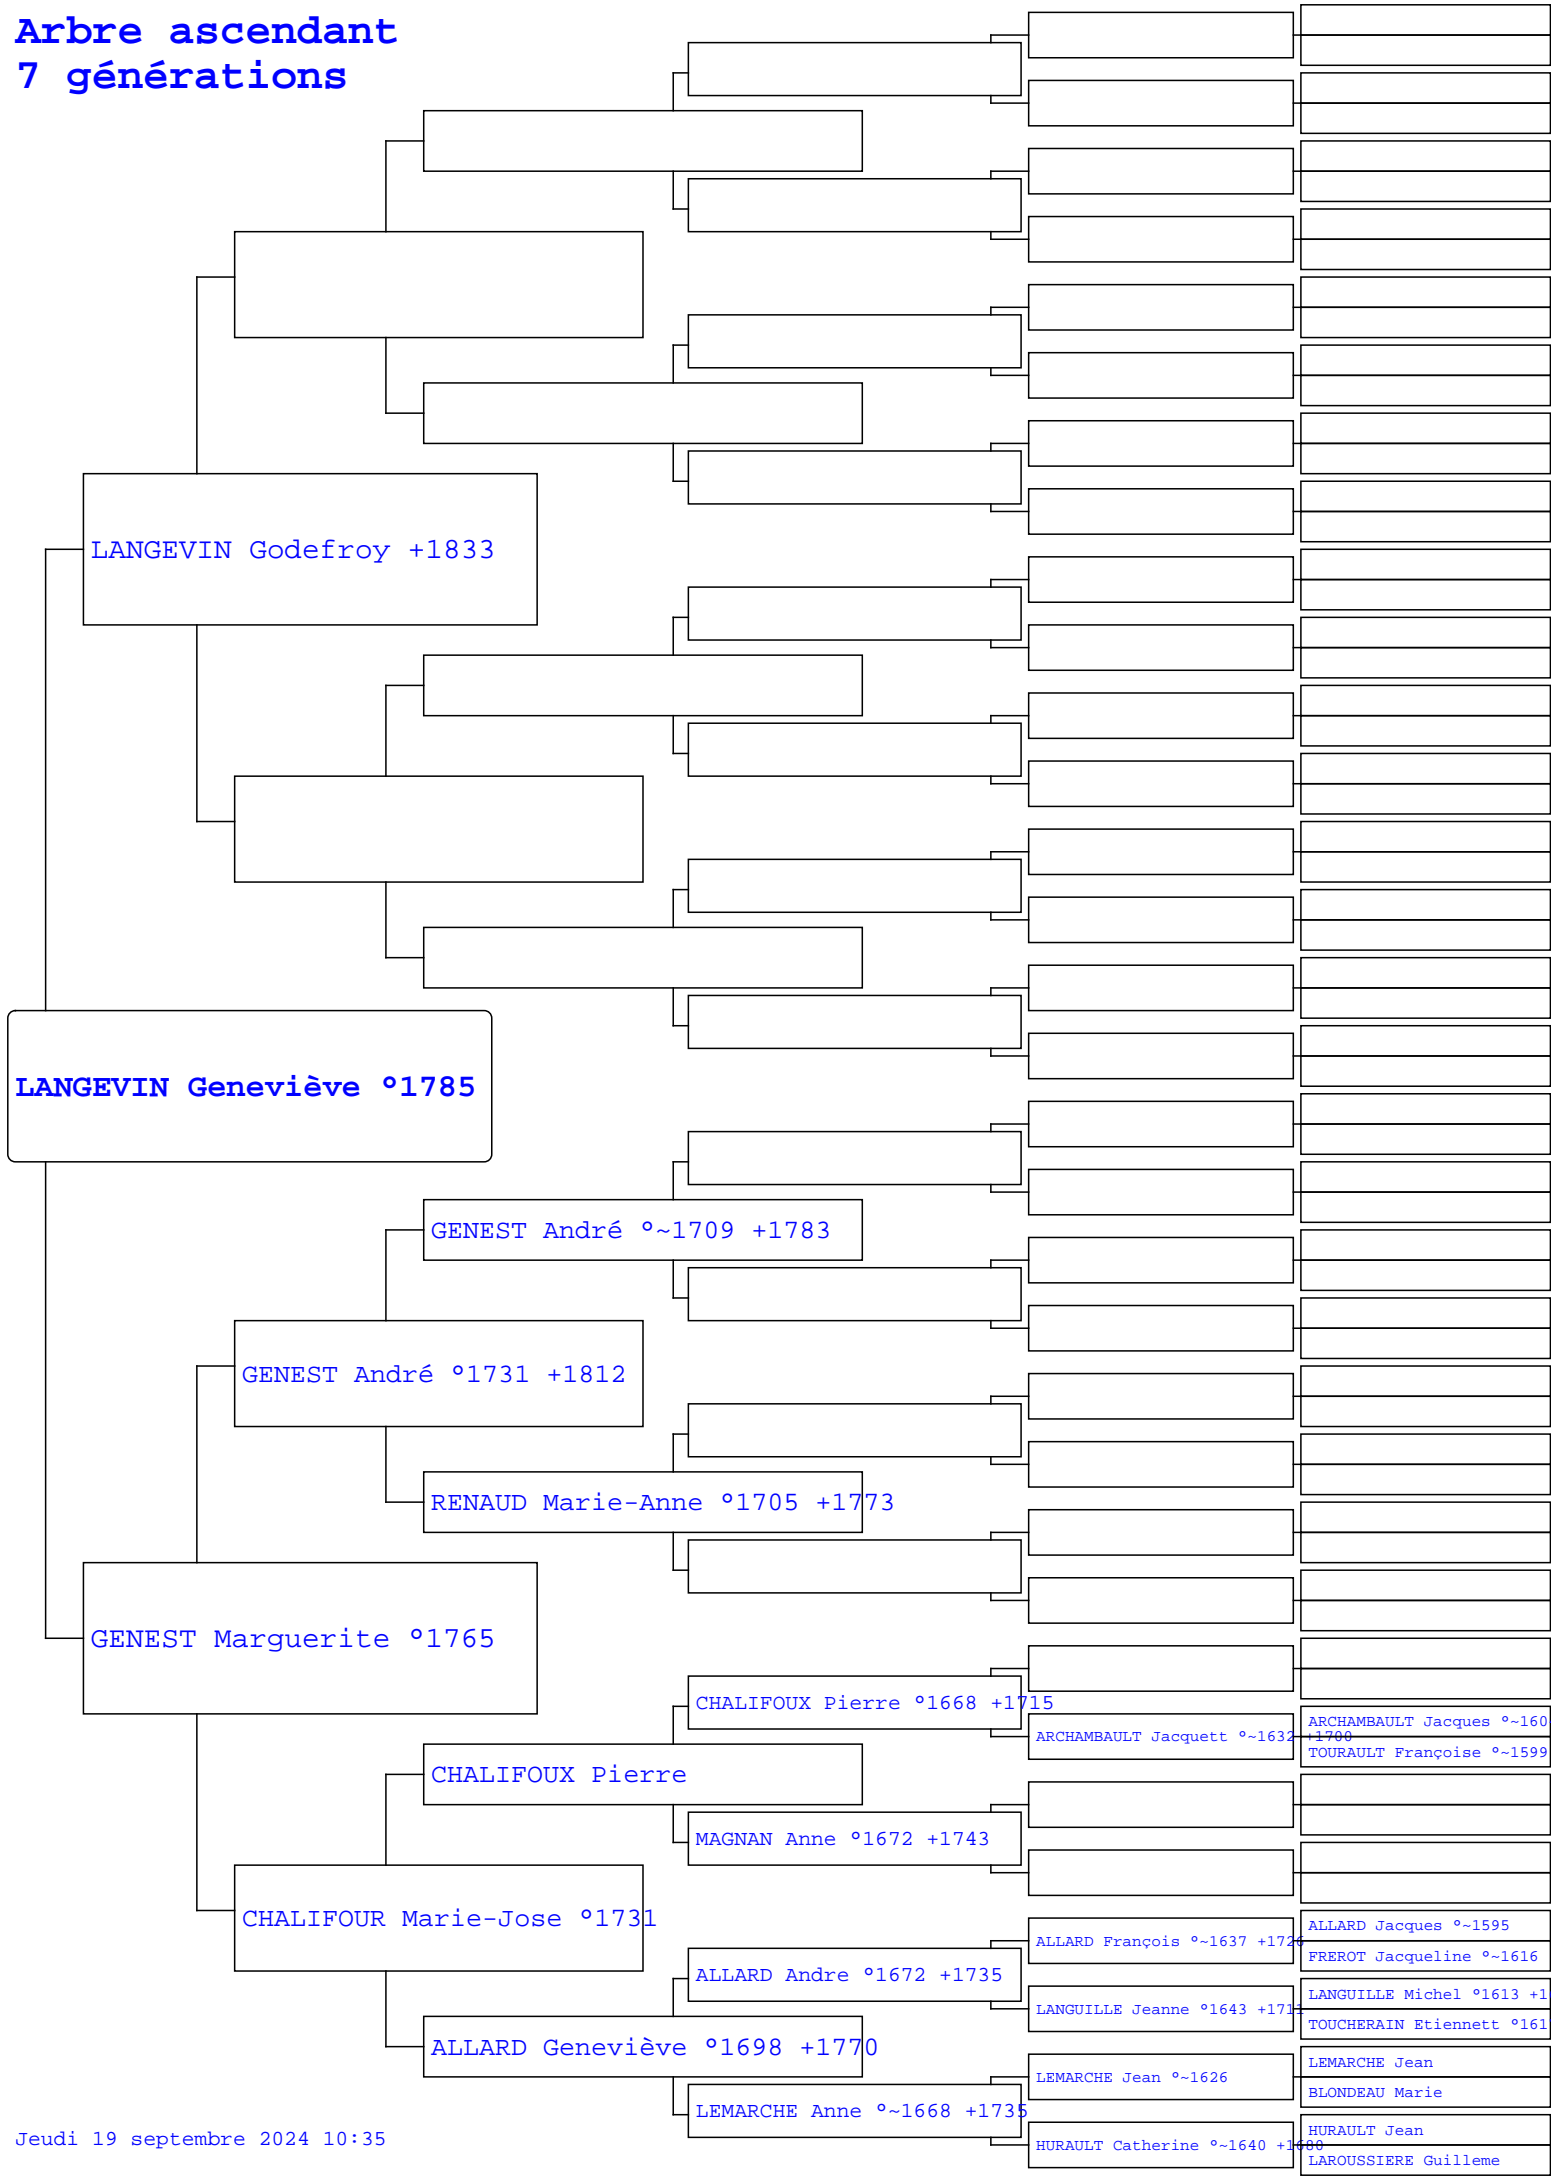 Arbre ascendant
7 générations
LANGEVIN Godefroy +1833
LANGEVIN Geneviève °1785
GENEST André °~1709 +1783
GENEST André °1731 +1812
RENAUD Marie-Anne °1705 +1773
GENEST Marguerite °1765
CHALIFOUX Pierre °1668 +1715
ARCHAMBAULT Jacquett °~1632 +1700
ARCHAMBAULT Jacques °~160
TOURAULT Françoise °~1599
CHALIFOUX Pierre
MAGNAN Anne °1672 +1743
CHALIFOUR Marie-Jose °1731
ALLARD François °~1637 +1726
ALLARD Jacques °~1595
FREROT Jacqueline °~1616
ALLARD Andre °1672 +1735
LANGUILLE Jeanne °1643 +1711
LANGUILLE Michel °1613 +1
TOUCHERAIN Etiennett °161
ALLARD Geneviève °1698 +1770
LEMARCHE Jean °~1626
LEMARCHE Jean
BLONDEAU Marie
LEMARCHE Anne °~1668 +1735
HURAULT Catherine °~1640 +1680
HURAULT Jean
LAROUSSIERE Guilleme
Jeudi 19 septembre 2024 10:35